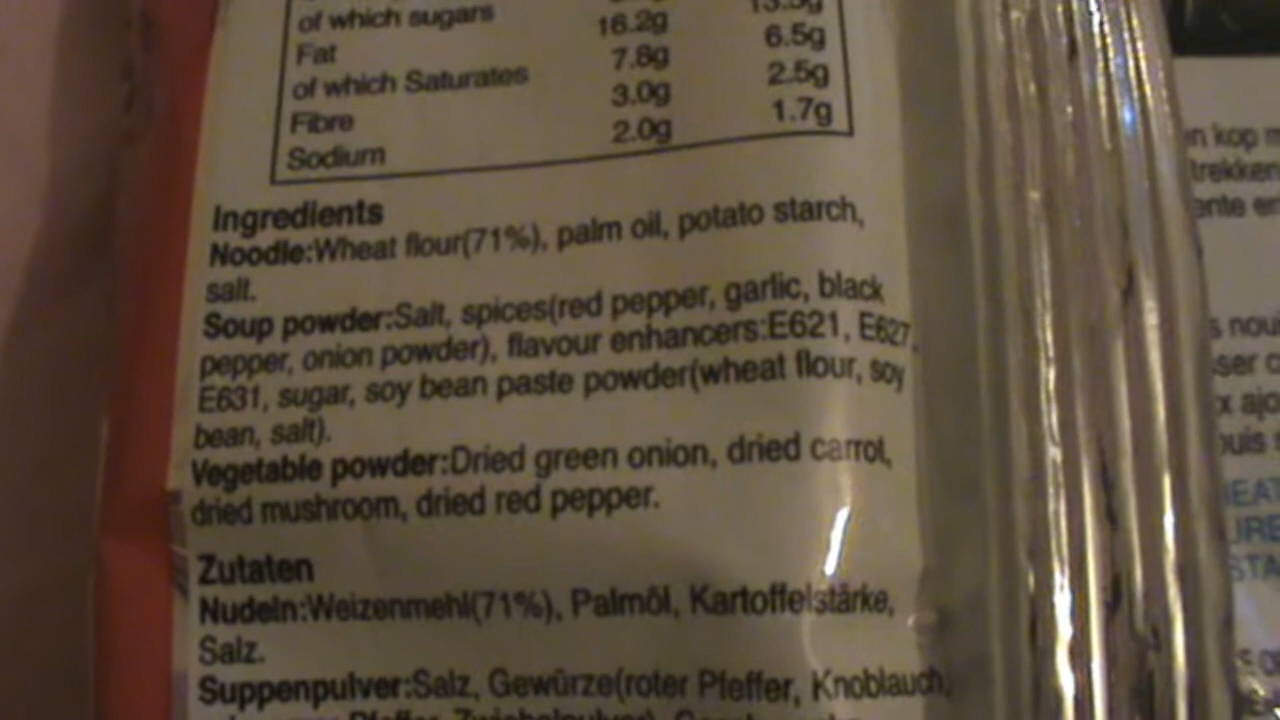 of which sugars 13.5g
Fat 16.2g 6.5g
of which Saturates 7.8g 2.5g
Fibre 3.0g 1.7g
Sodium 2.0g
Ingredients
Noodle:Wheat flour(71%), palm oil, potato starch,
salt.
Soup powder:Salt, spices(red pepper, garlic, black
pepper, onion powder), flavour enhancers:E621, E627,
E631, sugar, soy bean paste powder(wheat flour, soy
bean, salt).
Vegetable powder:Dried green onion, dried carrot,
dried mushroom, dried red pepper.
Zutaten
Nudeln:Weizenmehl(71%), Palmöl, Kartoffelstärke,
Salz.
Suppenpulver:Salz, Gewürze(roter Pfeffer, Knoblauch,
kop
trekken